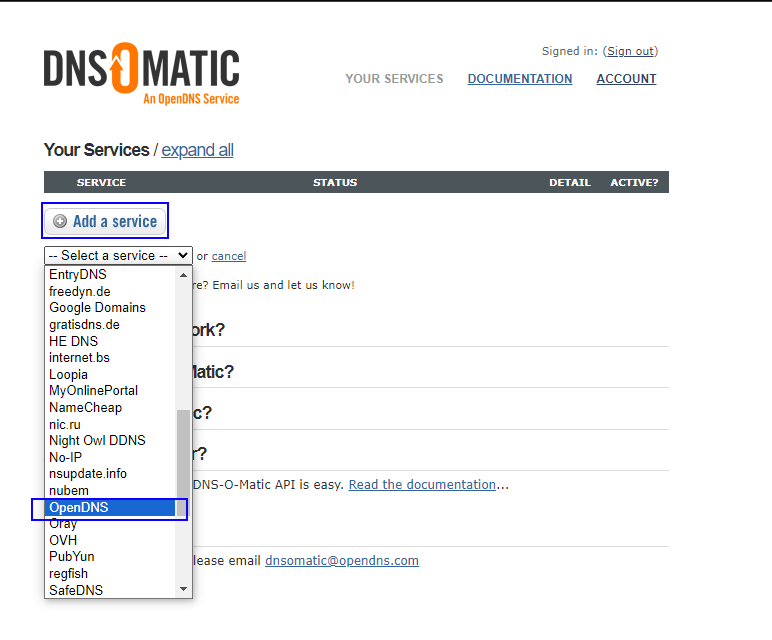 DNSOMATIC
An OpenDNS Service
Signed in: (Sign out)
YOUR SERVICES DOCUMENTATION ACCOUNT
Your Services / expand all
SERVICE STATUS DETAIL ACTIVE?
Add a service
-- Select a service -- or cancel
EntryDNS
freedyn.de
re? Email us and let us know!
Google Domains
gratisdns.de
ork?
HE DNS
internet.bs
Loopia
Matic?
MyOnlinePortal
NameCheap
c?
nic.ru
Night Owl DDNS
No-IP
r?
nsupdate.info
nubem
DNS-O-Matic API is easy. Read the documentation...
OpenDNS
Oray
OVH
PubYun
lease email dnsomatic@opendns.com
regfish
SafeDNS